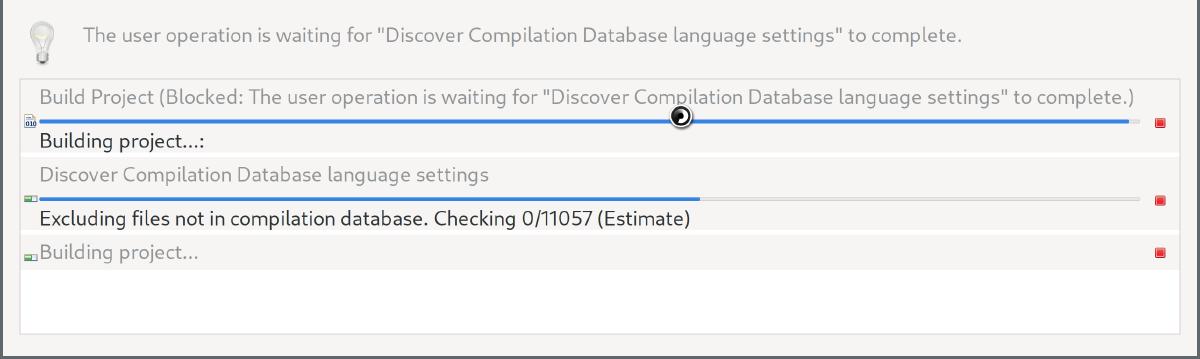 The user operation is waiting for "Discover Compilation Database language settings" to complete.
Build Project (Blocked: The user operation is waiting for "Discover Compilation Database language settings" to complete.)
010
Building project...:
Discover Compilation Database language settings
Excluding files not in compilation database. Checking 0/11057 (Estimate)
Building project...